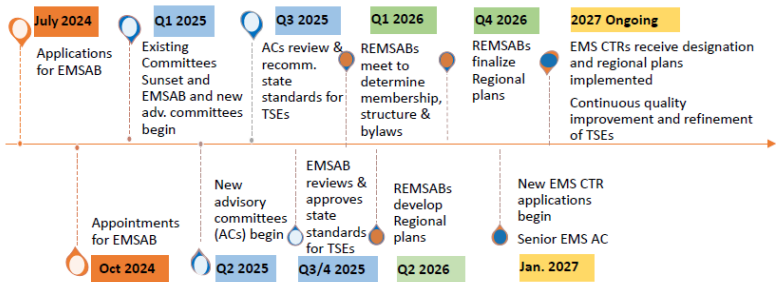 July 2024
Applications
for EMSAB
Q1 2025
Existing
Committees
Sunset and
EMSAB and new
adv. committees
begin
Q3 2025
ACs review &
recomm.
state
standards for
TSEs
Q1 2026
REMSABs
meet to
determine
membership,
structure &
bylaws
Q4 2026
REMSABs
finalize
Regional
plans
2027 Ongoing
EMS CTRs receive designation
and regional plans
implemented
Continuous quality
improvement and refinement
of TSEs
Appointments
for EMSAB
Oct 2024
New
advisory
committees
(ACs) begin
Q2 2025
EMSAB
reviews &
approves
state
standards
for TSEs
Q3/4 2025
REMSABs
develop
Regional
plans
Q2 2026
New EMS CTR
applications
begin
Senior EMS AC
Jan. 2027